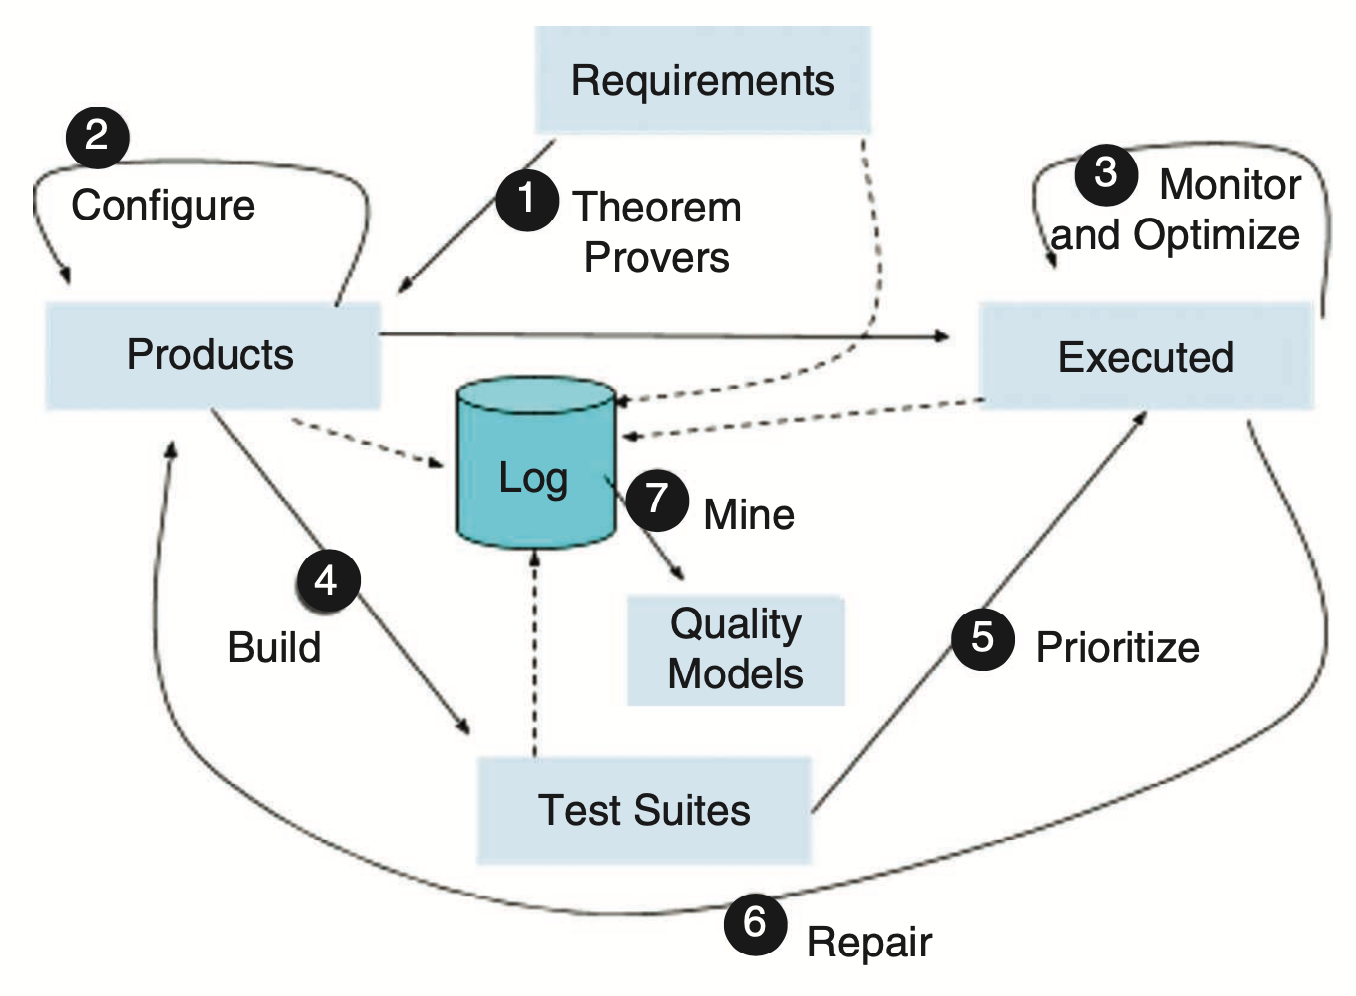 Requirements
2
Configure
1
Theorem
Provers
3
Monitor
and Optimize
Products
Executed
Log
7
Mine
4
Build
Quality
Models
5
Prioritize
Test Suites
6
Repair